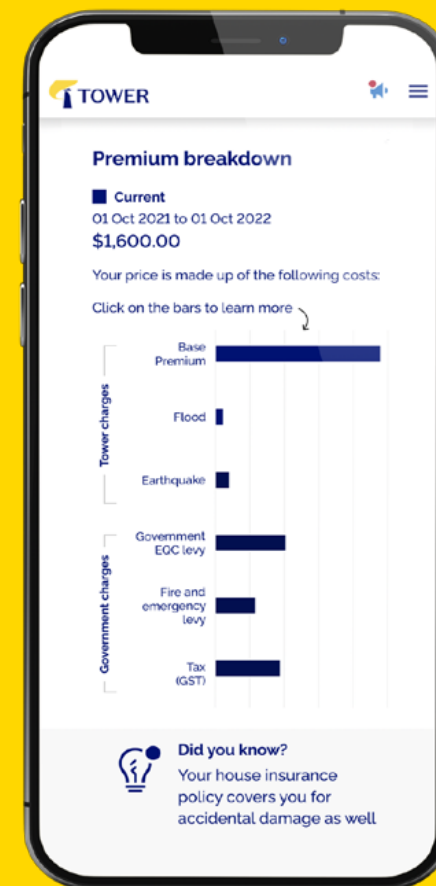 TOWER
Premium breakdown
Current
01 Oct 2021 to 01 Oct 2022
$1,600.00
Your price is made up of the following costs:
Click on the bars to learn more
Tower charges
Base
Premium
Flood
Earthquake
Government charges
Government
EQC levy
Fire and
emergency
levy
Tax
(GST)
Did you know?
Your house insurance
policy covers you for
accidental damage as well